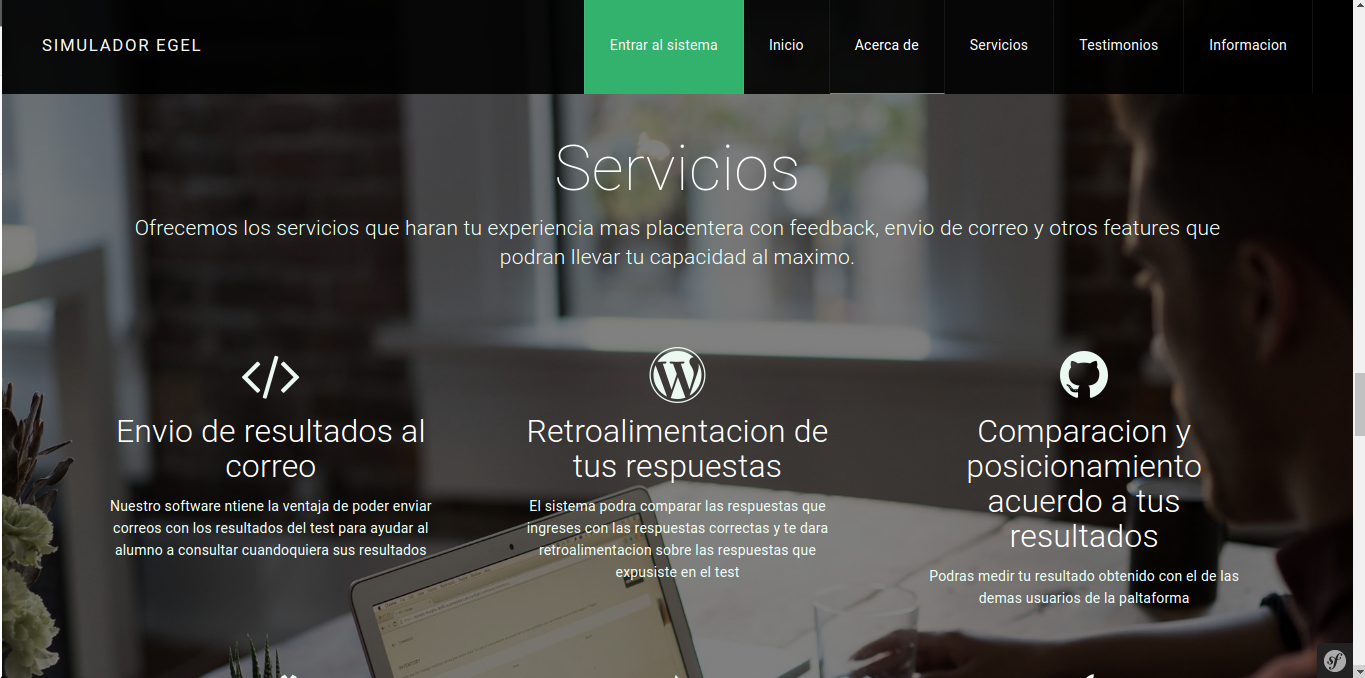 SIMULADOR EGEL
Entrar al sistema
Inicio
Acerca de
Servicios
Testimonios
Informacion
Servicios
Ofrecemos los servicios que haran tu experiencia mas placentera con feedback, envio de correo y otros features que
podran llevar tu capacidad al maximo.
Envio de resultados al
correo
Nuestro software ntiene la ventaja de poder enviar
correos con los resultados del test para ayudar al
alumno a consultar cuandoquiera sus resultados
Retroalimentacion de
tus respuestas
El sistema podra comparar las respuestas que
ingreses con las respuestas correctas y te dara
retroalimentacion sobre las respuestas que
expusiste en el test
Comparacion y
posicionamiento
acuerdo a tus
resultados
Podras medir tu resultado obtenido con el de las
demas usuarios de la paltaforma
sf